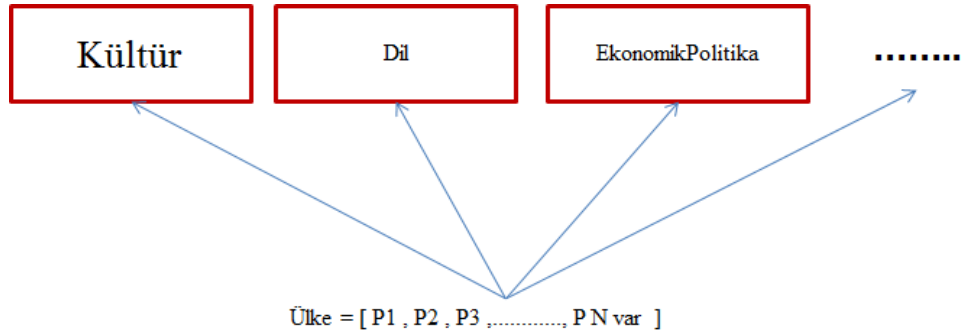 Kültür
Dil
EkonomikPolitika
.........
Ülke = [ P1 , P2 , P3 ,............, P N var ]